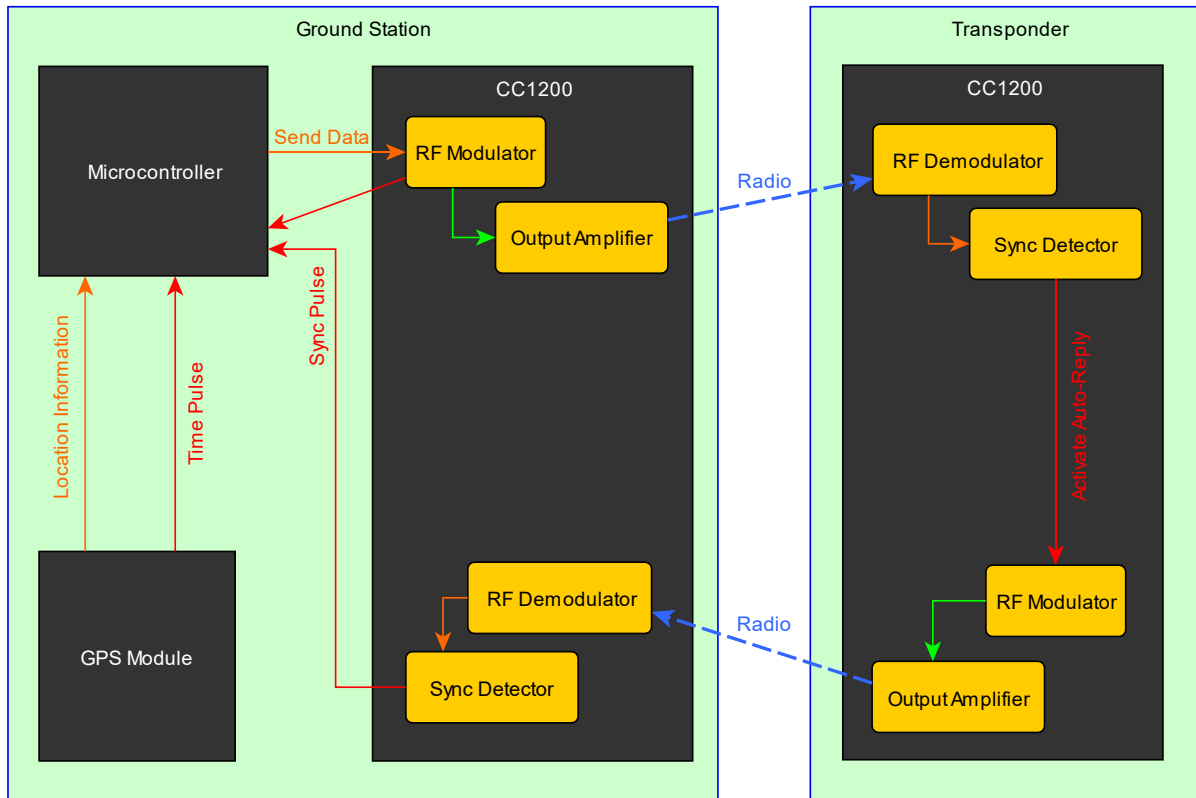 Ground Station
Transponder
CC1200
CC1200
Send Data
RF Modulator
RF Demodulator
Microcontroller
Radio
Output Amplifier
Sync Detector
Sync Pulse
Location Information
Time Pulse
Activate Auto-Reply
RF Demodulator
RF Modulator
Radio
GPS Module
Sync Detector
Output Amplifier